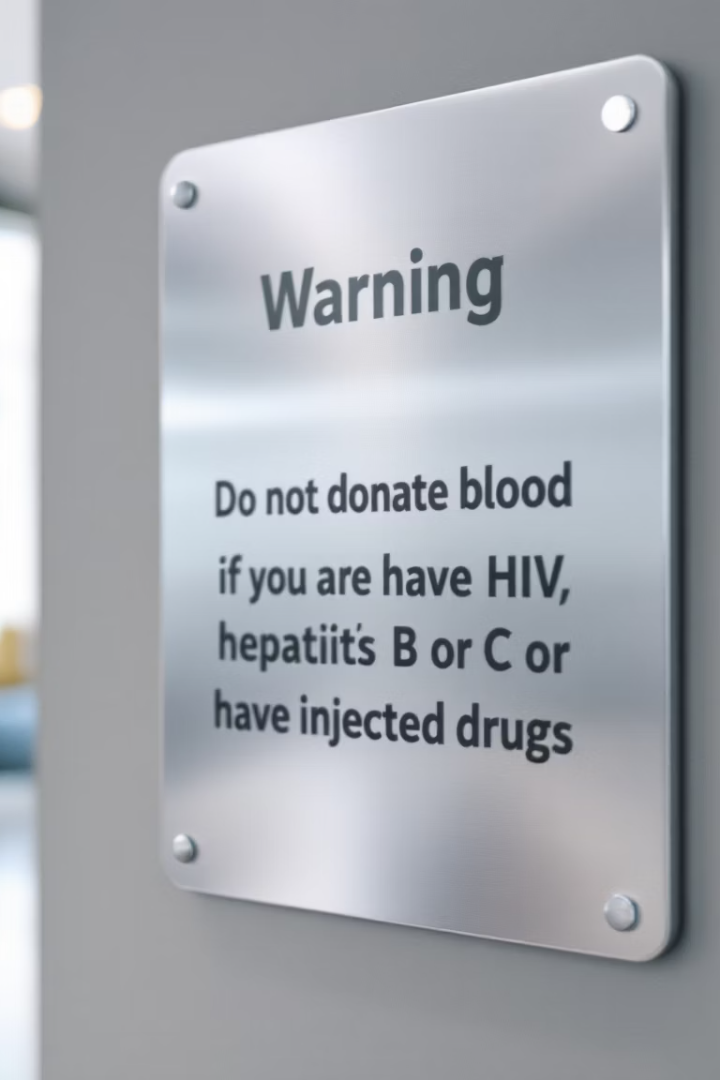 Warning
Do not donate blood
if you are have HIV,
hepatiit's B or C or
have injected drugs